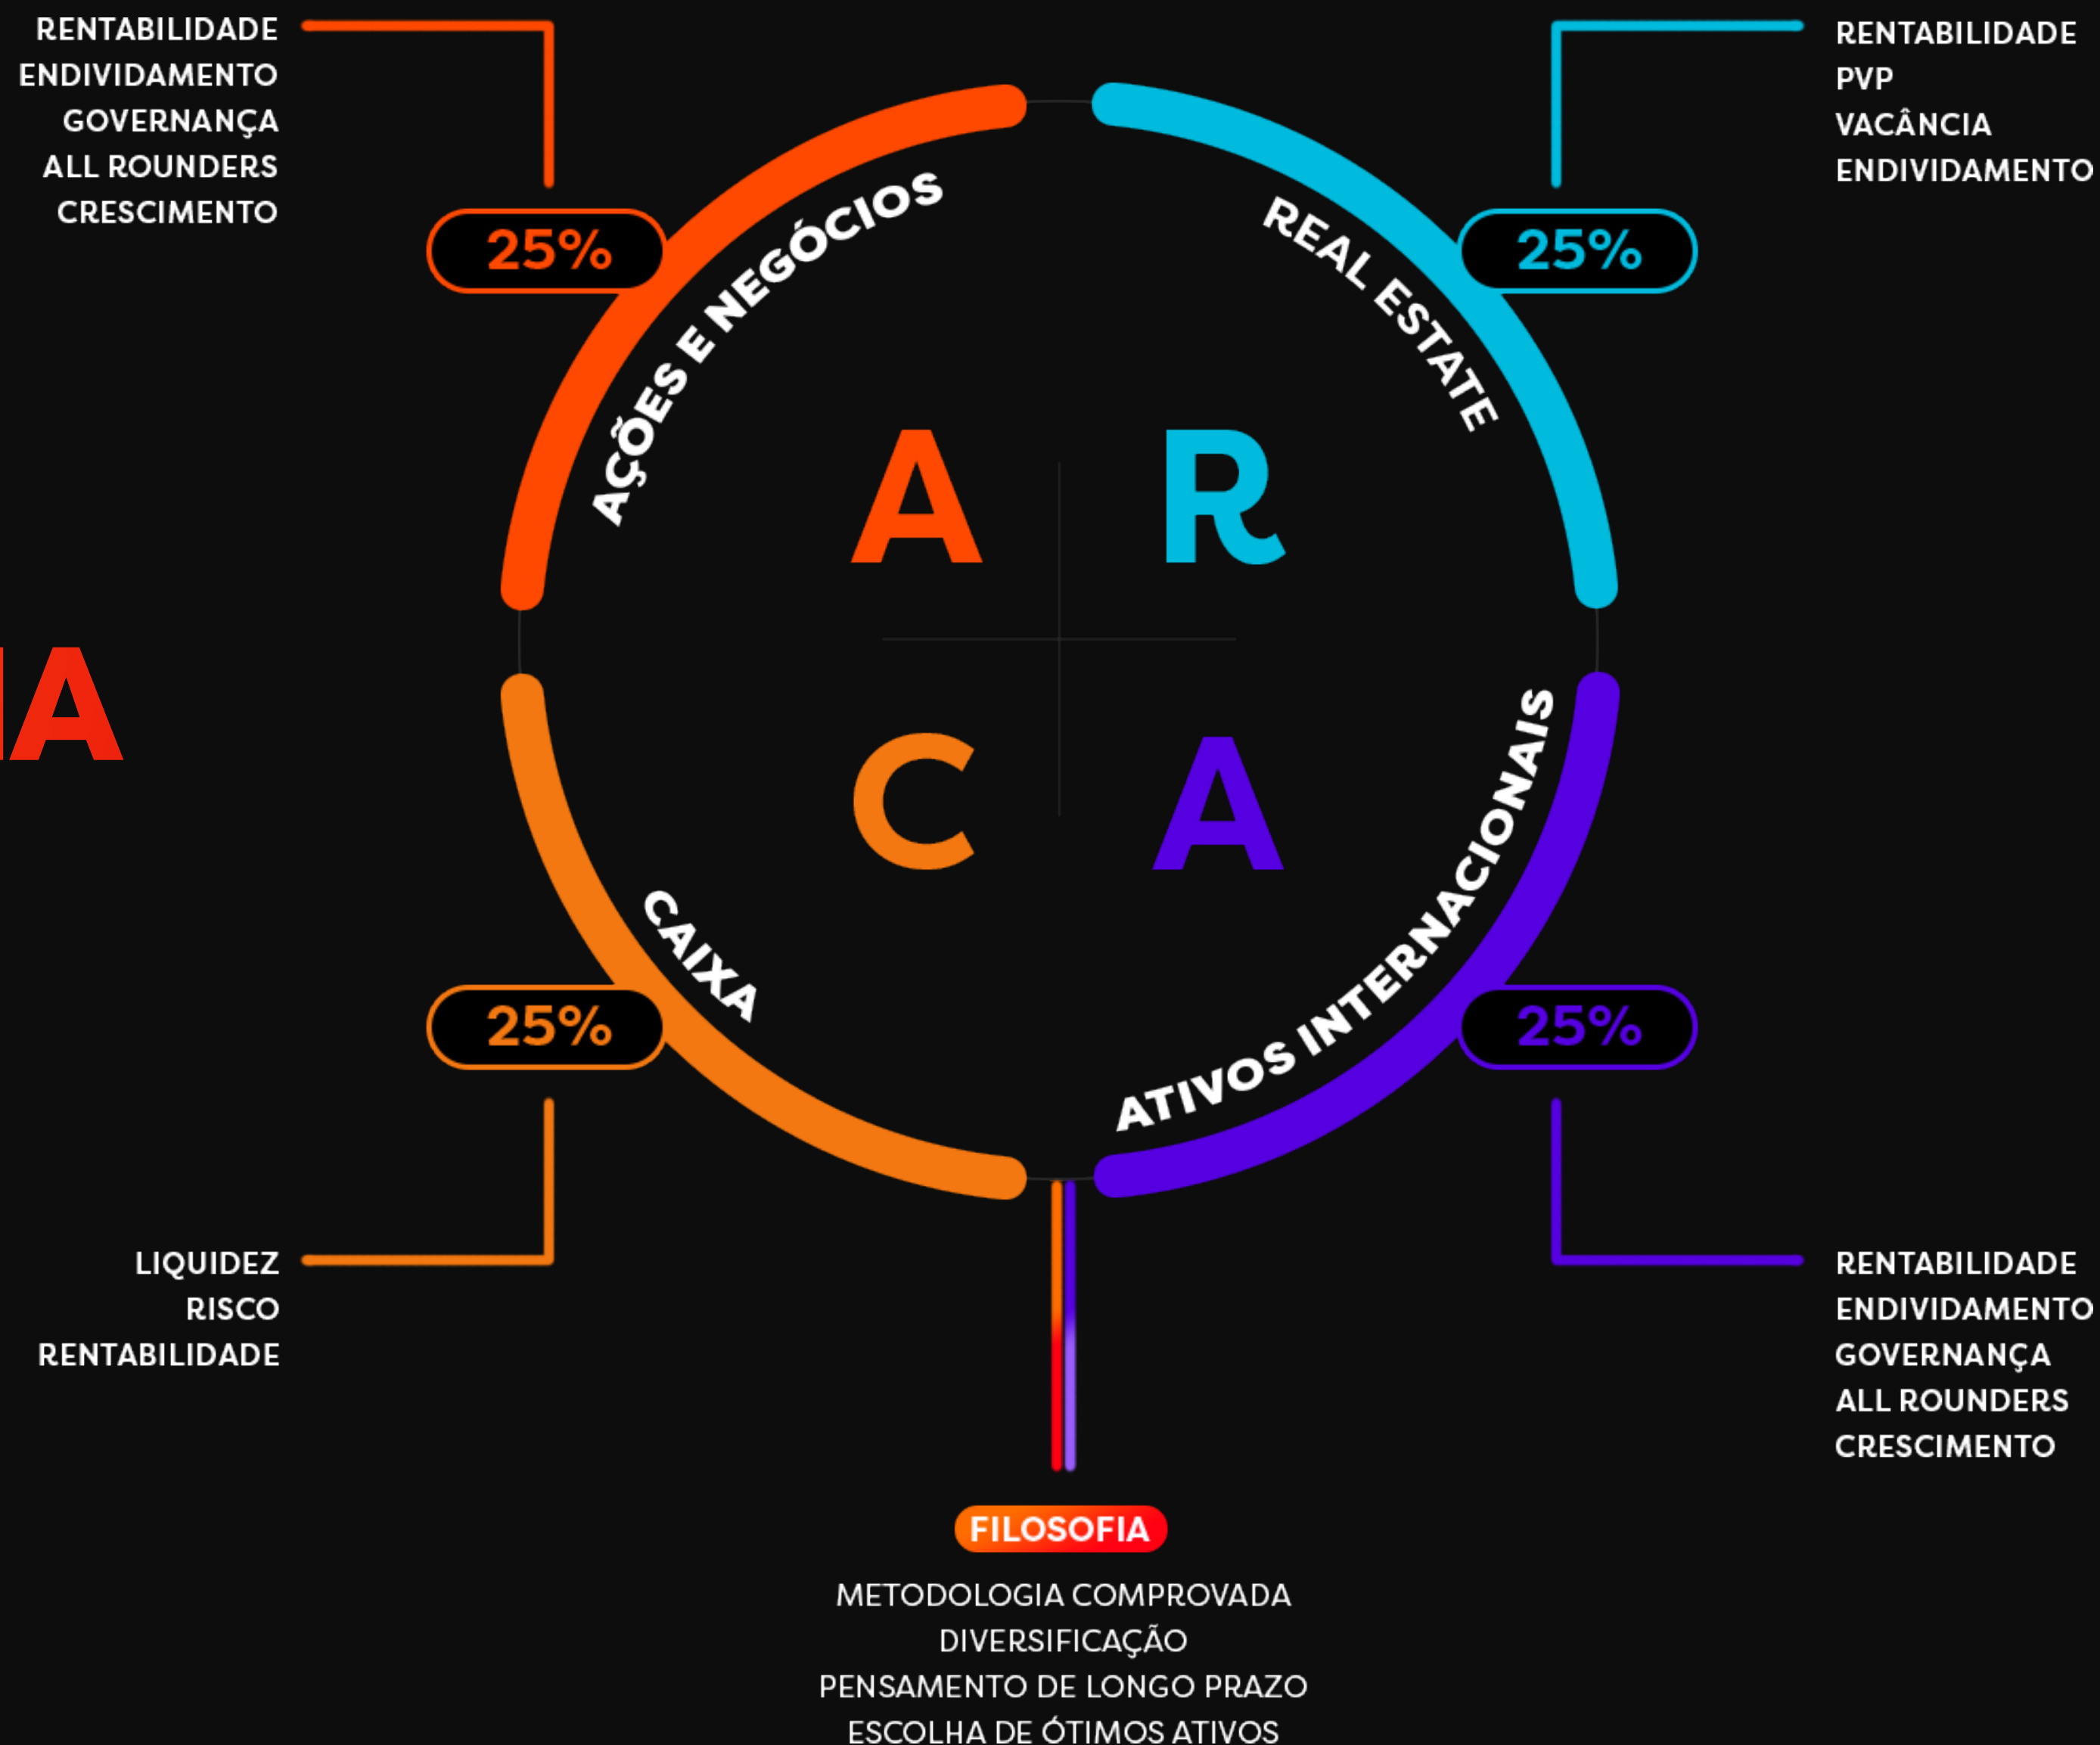 RENTABILIDADE
ENDIVIDAMENTO
GOVERNANÇA
ALL ROUNDERS
CRESCIMENTO
25%
RENTABILIDADE
PVP
VACÂNCIA
ENDIVIDAMENTO
25%
AÇÕES E NEGÓCIOS
REAL ESTATE
A R
C A
A
CAIXA
ATIVOS INTERNACIONAIS
25%
25%
LIQUIDEZ
RISCO
RENTABILIDADE
RENTABILIDADE
ENDIVIDAMENTO
GOVERNANÇA
ALL ROUNDERS
CRESCIMENTO
FILOSOFIA
METODOLOGIA COMPROVADA
DIVERSIFICAÇÃO
PENSAMENTO DE LONGO PRAZO
ESCOLHA DE ÓTIMOS ATIVOS